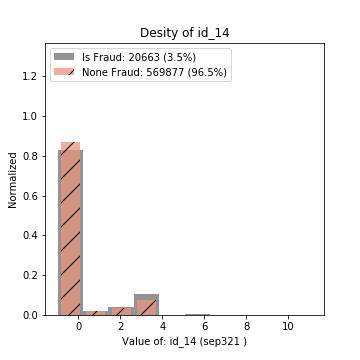 Desity of id_14
Is Fraud: 20663 (3.5%)
None Fraud: 569877 (96.5%)
Normalized
1.2
1.0
0.8
0.6
0.4
0.2
0.0
0 2 4 6 8 10
Value of: id_14 (sep321 )